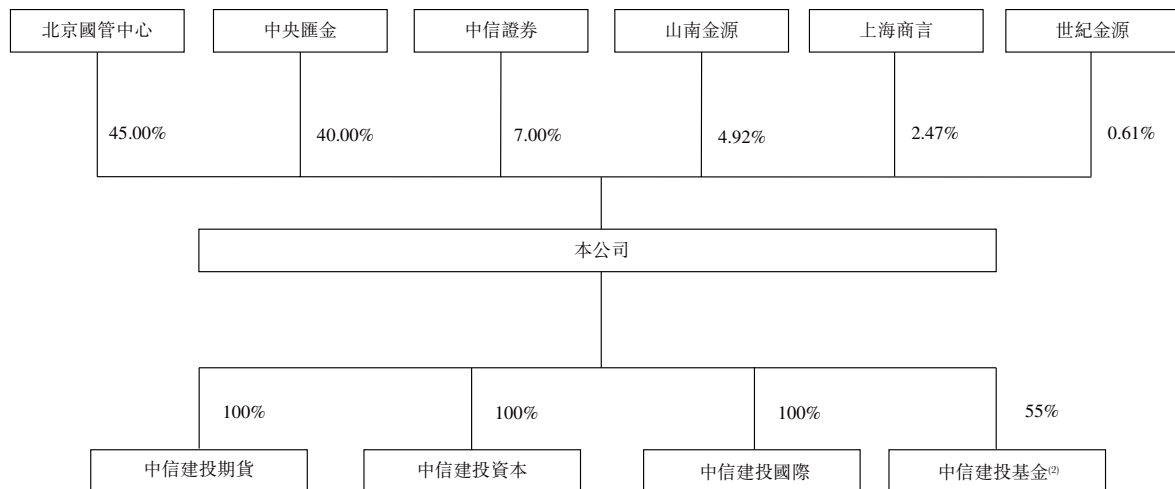 北京國管中心
中央匯金
中信證券
山南金源
上海商言
世紀金源
45.00%
40.00%
7.00%
4.92%
2.47%
0.61%
本公司
100%
100%
100%
55%
中信建投期貨
中信建投資本
中信建投國際
中信建投基金(2)